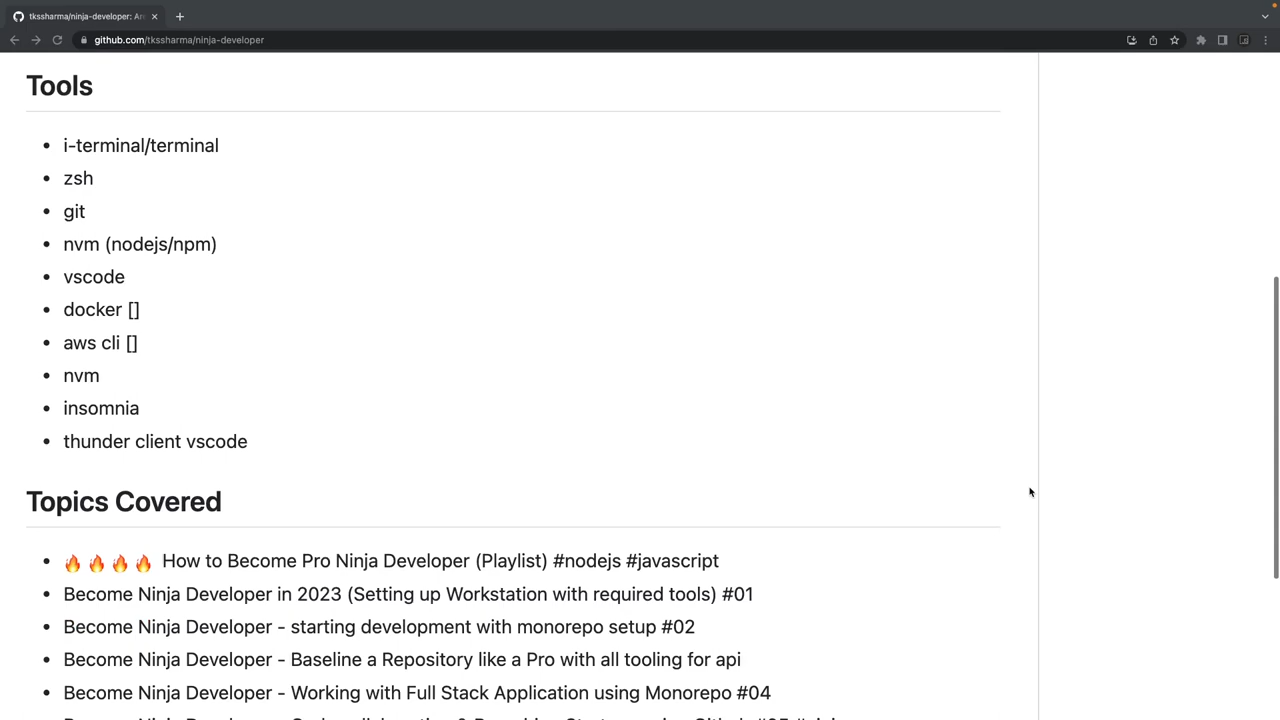 tkssharma/ninja-developer: Are
github.com/tkssharma/ninja-developer
Tools
i-terminal/terminal
zsh
git
nvm (nodejs/npm)
vscode
docker []
aws cli []
nvm
insomnia
thunder client vscode
Topics Covered
🔥 🔥 🔥 🔥 How to Become Pro Ninja Developer (Playlist) #nodejs #javascript
Become Ninja Developer in 2023 (Setting up Workstation with required tools) #01
Become Ninja Developer - starting development with monorepo setup #02
Become Ninja Developer - Baseline a Repository like a Pro with all tooling for api
Become Ninja Developer - Working with Full Stack Application using Monorepo #04